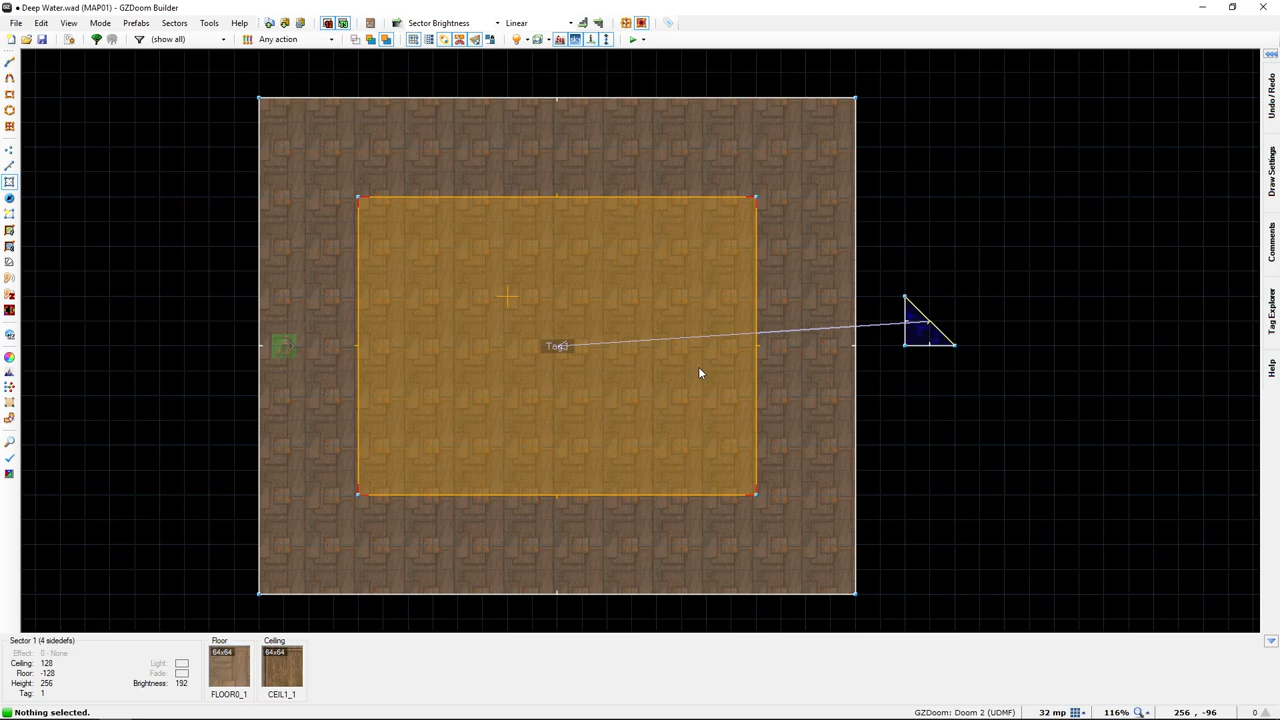 Deep Water.wad (MAP01) - GZDoom Builder
File Edit View Mode Prefabs Sectors Tools Help Sector Brightness Linear
(show all) Any action
Undo / Redo
Draw Settings
Comments
Tag Explorer
Help
Sector 1 (4 sidedefs)
Effect: 0 - None
Ceiling: 128 Light:
Floor: -128 Fade:
Height: 256 Brightness: 192
Tag: 1
Floor Ceiling
64x64 64x64
FLOOR0_1 CEIL1_1
Nothing selected. GZDoom: Doom 2 (UDMF) 32 mp 116% 256 , -96 0